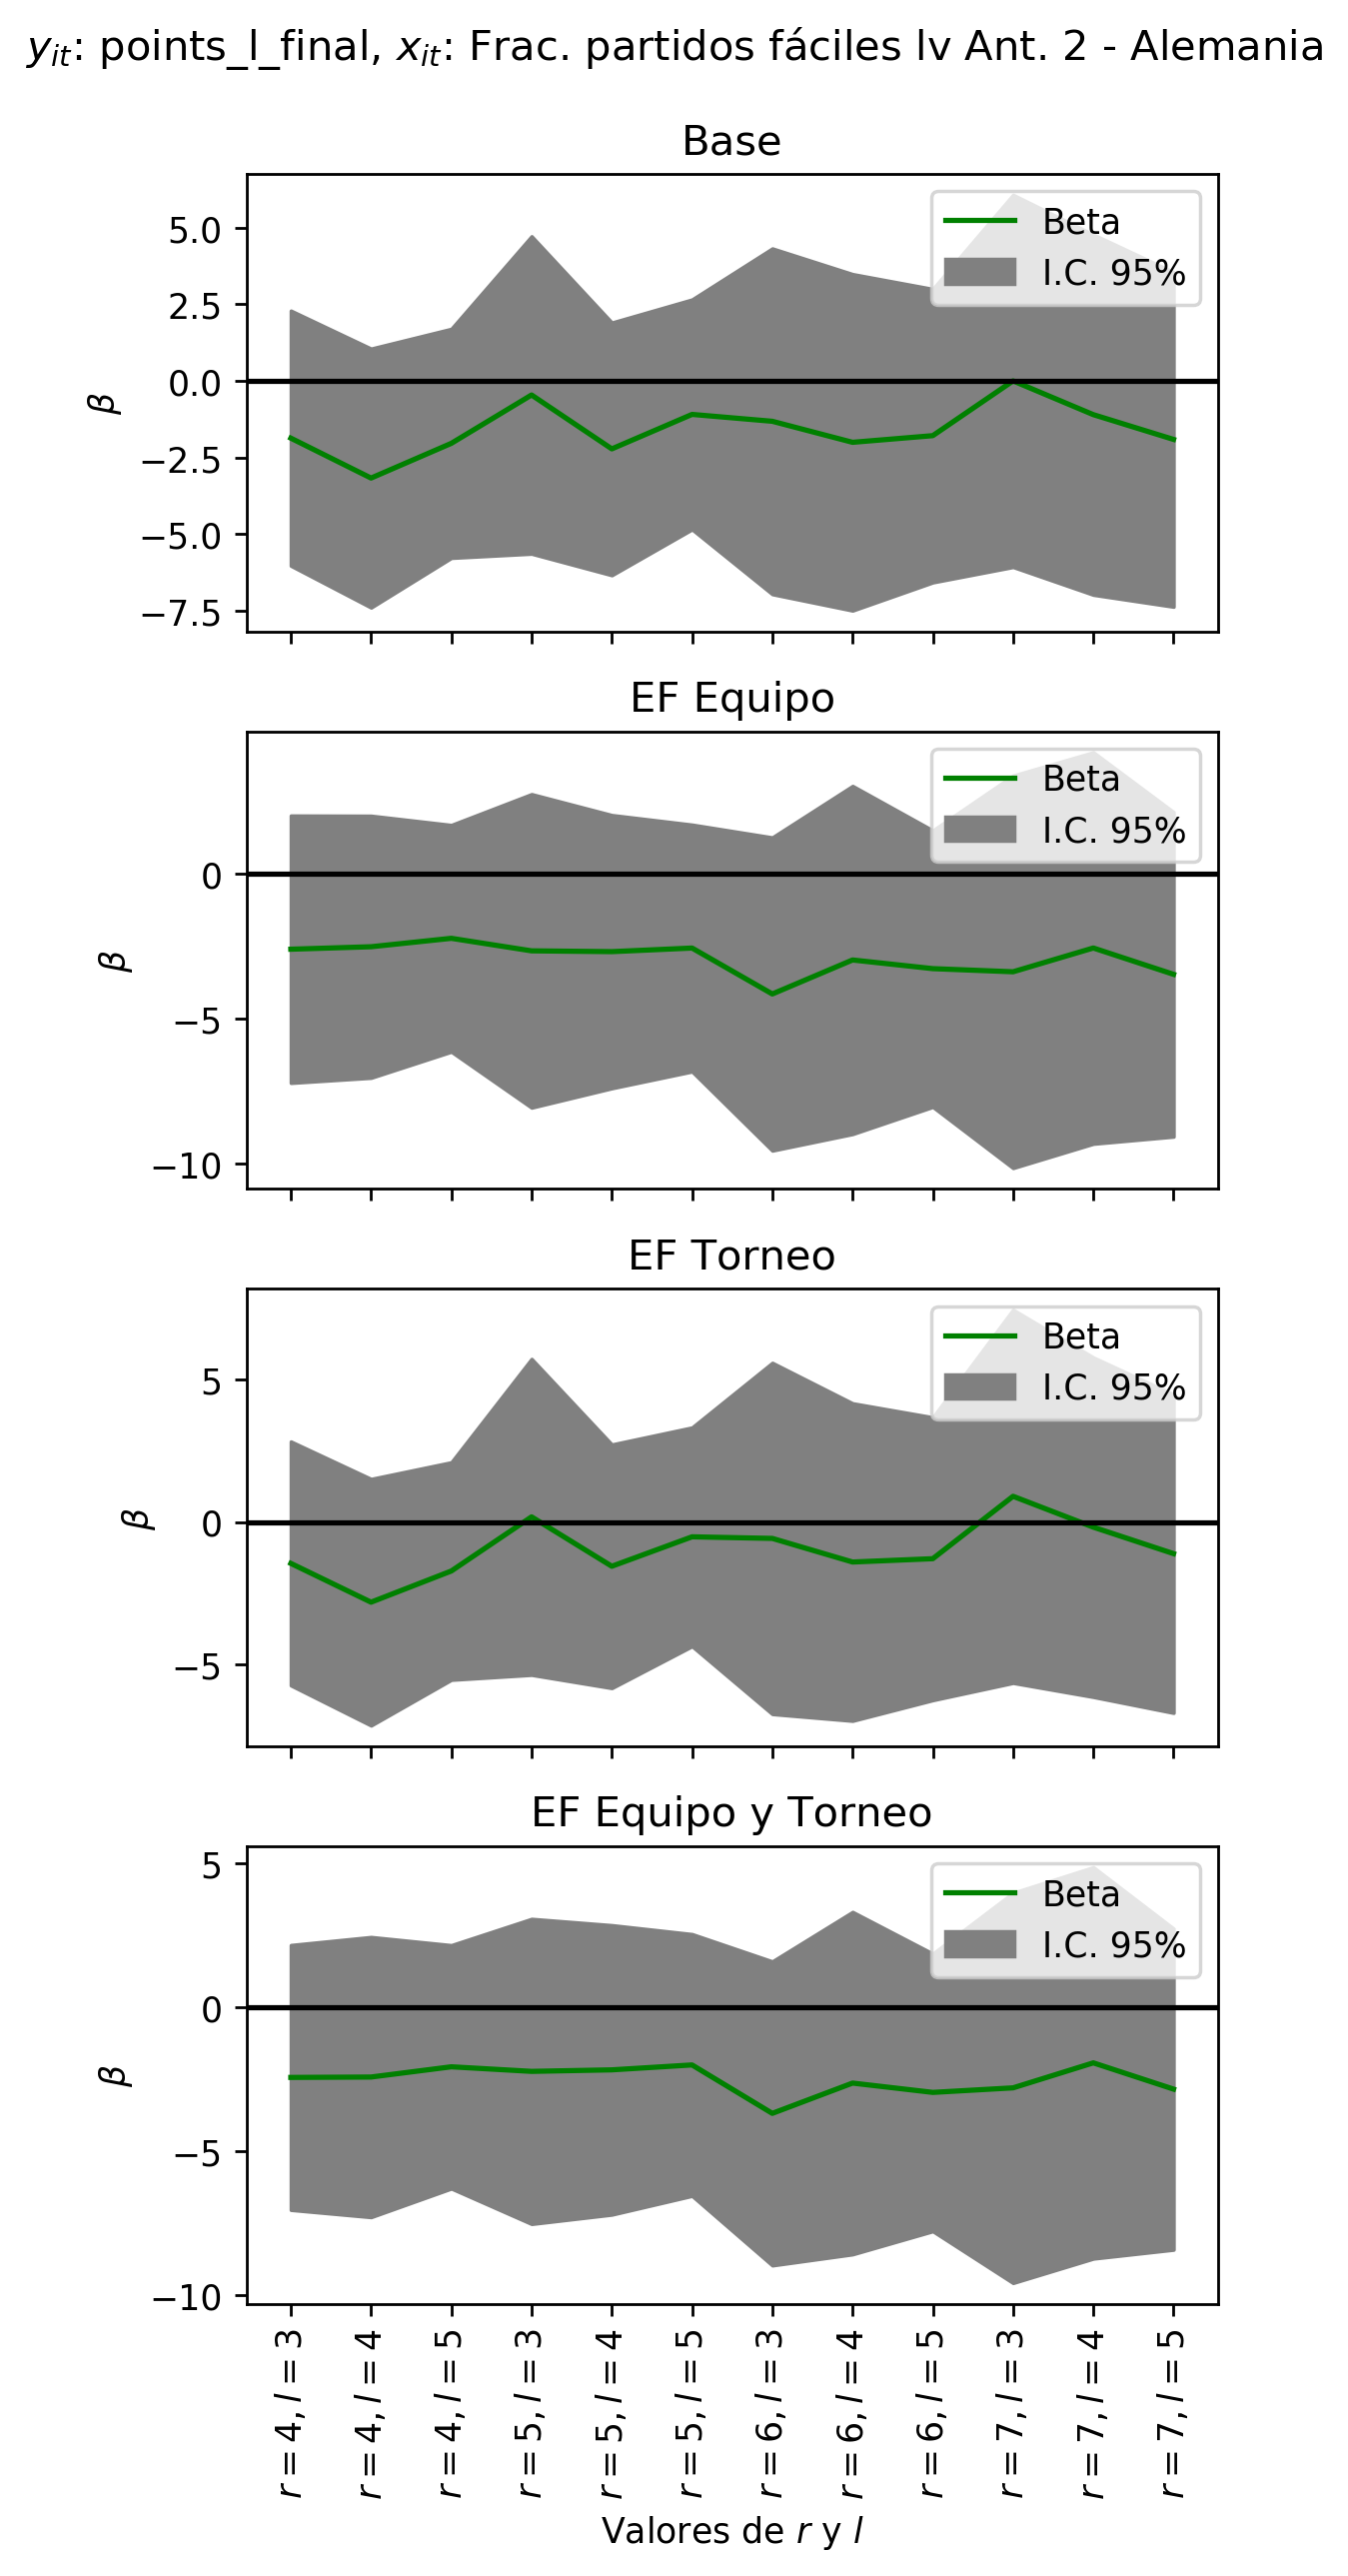 y_it: points_l_final, x_it: Frac. partidos fáciles lv Ant. 2 - Alemania
Base
5.0
2.5
0.0
−2.5
−5.0
−7.5
β
Beta
I.C. 95%
EF Equipo
0
−5
−10
β
Beta
I.C. 95%
EF Torneo
5
0
−5
β
Beta
I.C. 95%
EF Equipo y Torneo
5
0
−5
−10
β
Beta
I.C. 95%
r = 4, l = 3
r = 4, l = 4
r = 4, l = 5
r = 5, l = 3
r = 5, l = 4
r = 5, l = 5
r = 6, l = 3
r = 6, l = 4
r = 6, l = 5
r = 7, l = 3
r = 7, l = 4
r = 7, l = 5
Valores de r y l